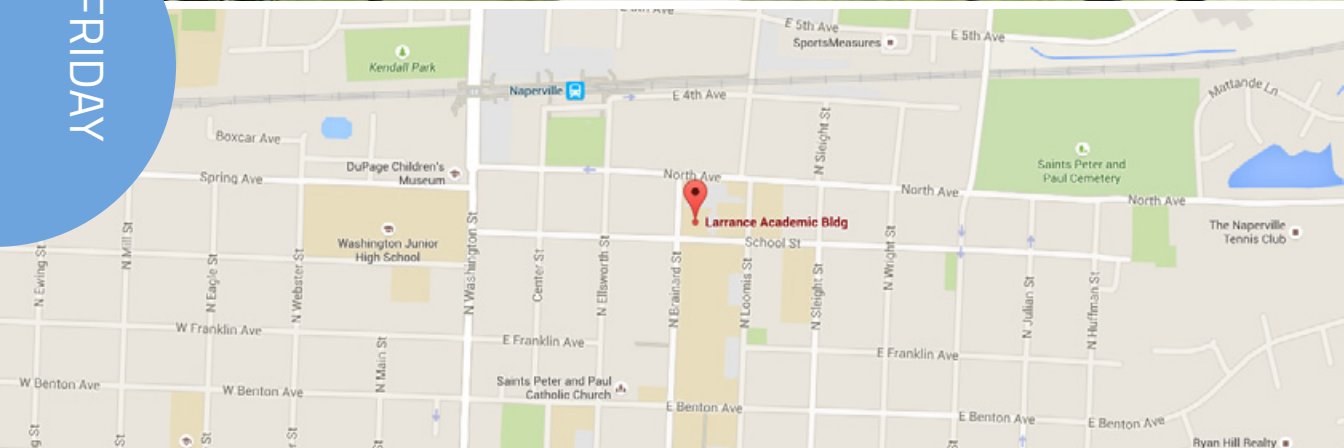 FRIDAY
E 5th Ave
SportsMeasures
E 5th Ave
Kendall Park
Naperville
E 4th Ave
Mattande Ln
Boxcar Ave
N Sleight St
DuPage Children's
Museum
Saints Peter and
Paul Cemetery
Spring Ave
North Ave
North Ave
North Ave
Larrance Academic Bldg
The Naperville
Tennis Club
N Mill St
Washington Junior
High School
School St
N Ewing St
N Eagle St
N Webster St
N Washington St
Center St
N Ellsworth St
N Brainard St
N Loomis St
N Sleight St
N Wright St
N Julian St
N Huffman St
W Franklin Ave
E Franklin Ave
E Franklin Ave
N Main St
W Benton Ave
W Benton Ave
Saints Peter and Paul
Catholic Church
E Benton Ave
E Benton Ave
E Benton Ave
Ryan Hill Realty